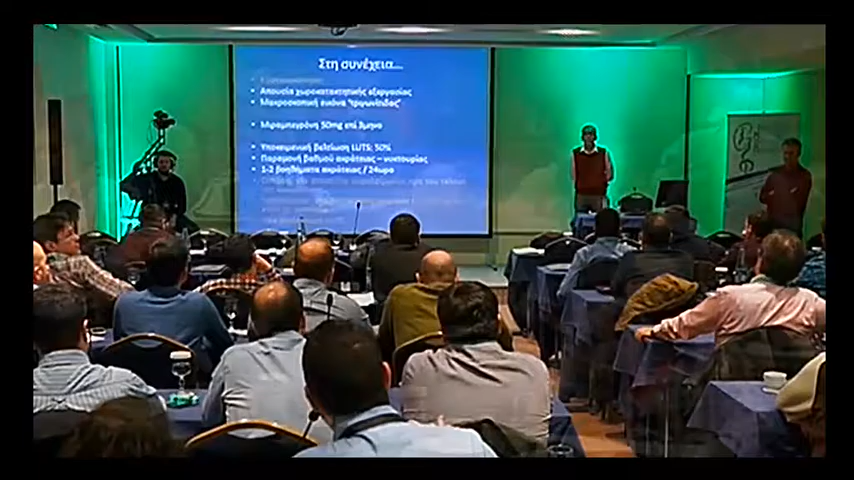 Στη συνέχεια...
• Απουσία χωροκατακτητικής εξεργασίας
• Μακροσκοπική εικόνα "τριγωνίτιδας"
• Μιραμπεγρόνη 50mg επί 3μηνο
• Υποκειμενική βελτίωση LUTS: 50%
• Παραμονή βαθμού ακράτειας – νυκτουρίας
• 1-2 βοηθήματα ακράτειας / 24ωρο